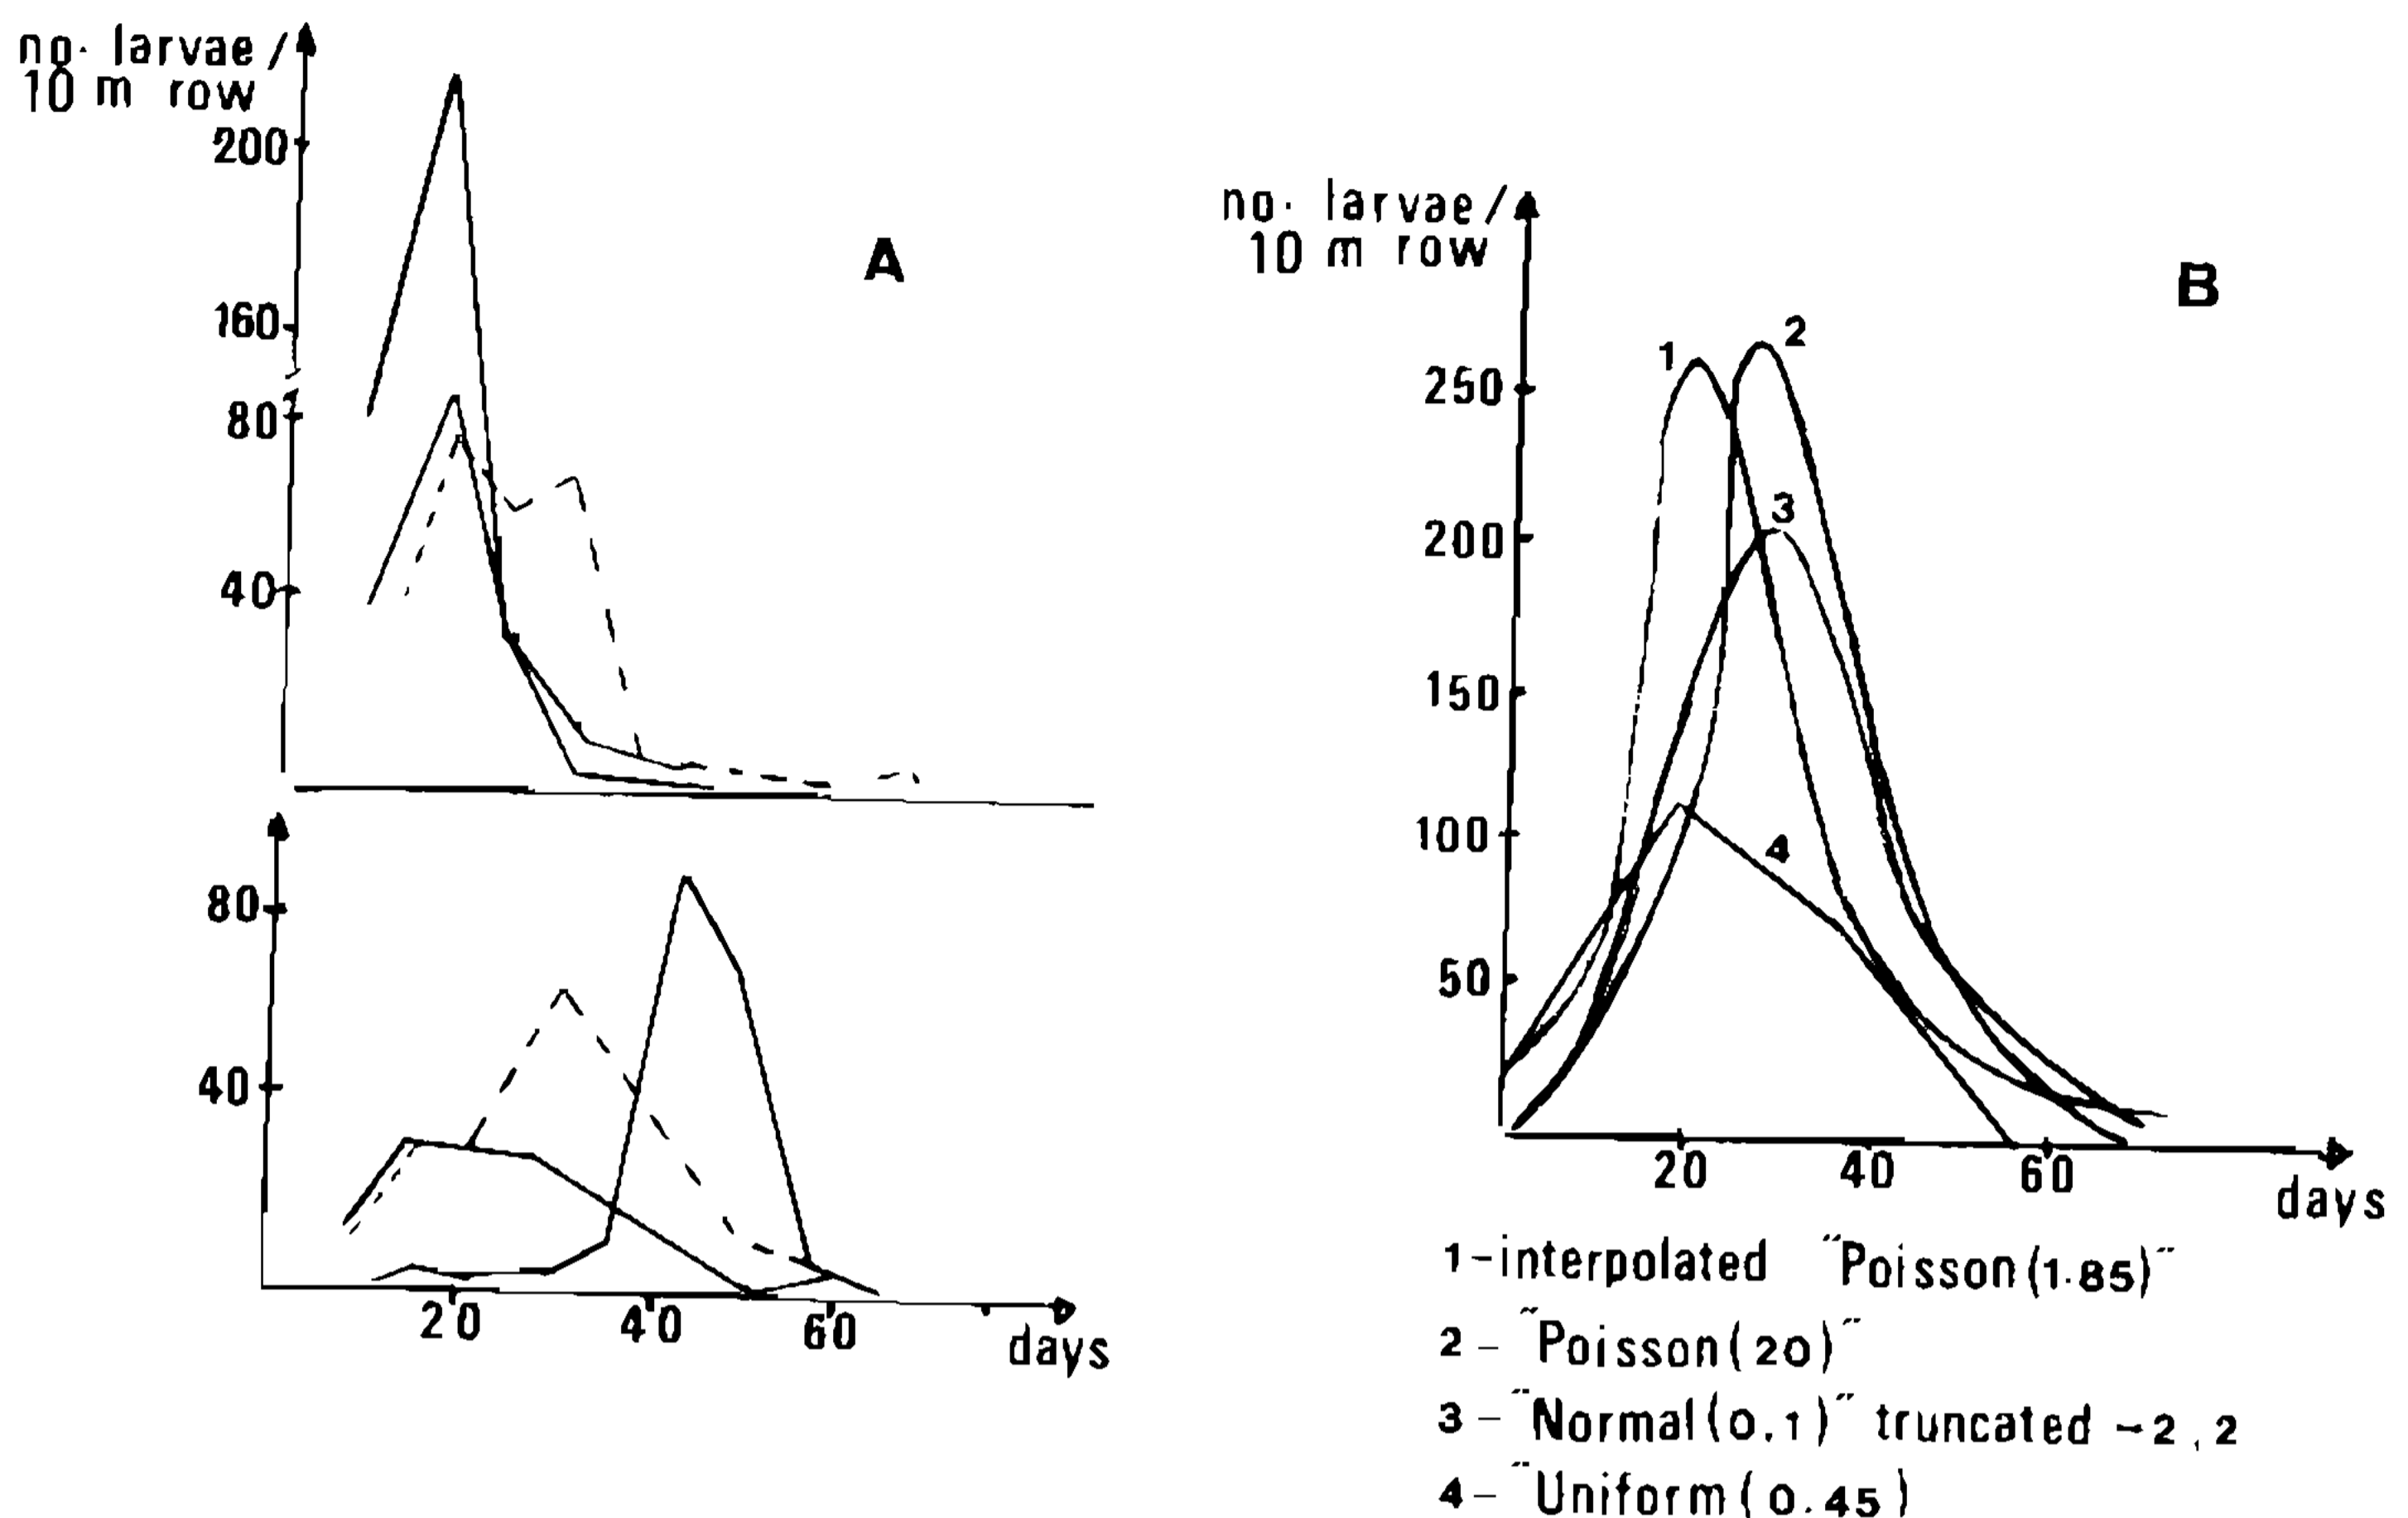 no. larvae /
10 m row
200
160
80
40
A
80
40
20 40 60
days
no. larvae /
10 m row
B
250
200
150
100
50
1
2
3
4
20 40 60
days
1 - interpolated "Poisson (1.85)"
2 - "Poisson ( 20 )"
3 - "Normal ( 0 , 1 )" truncated -2 , 2
4 - "Uniform ( 0 . 45 )